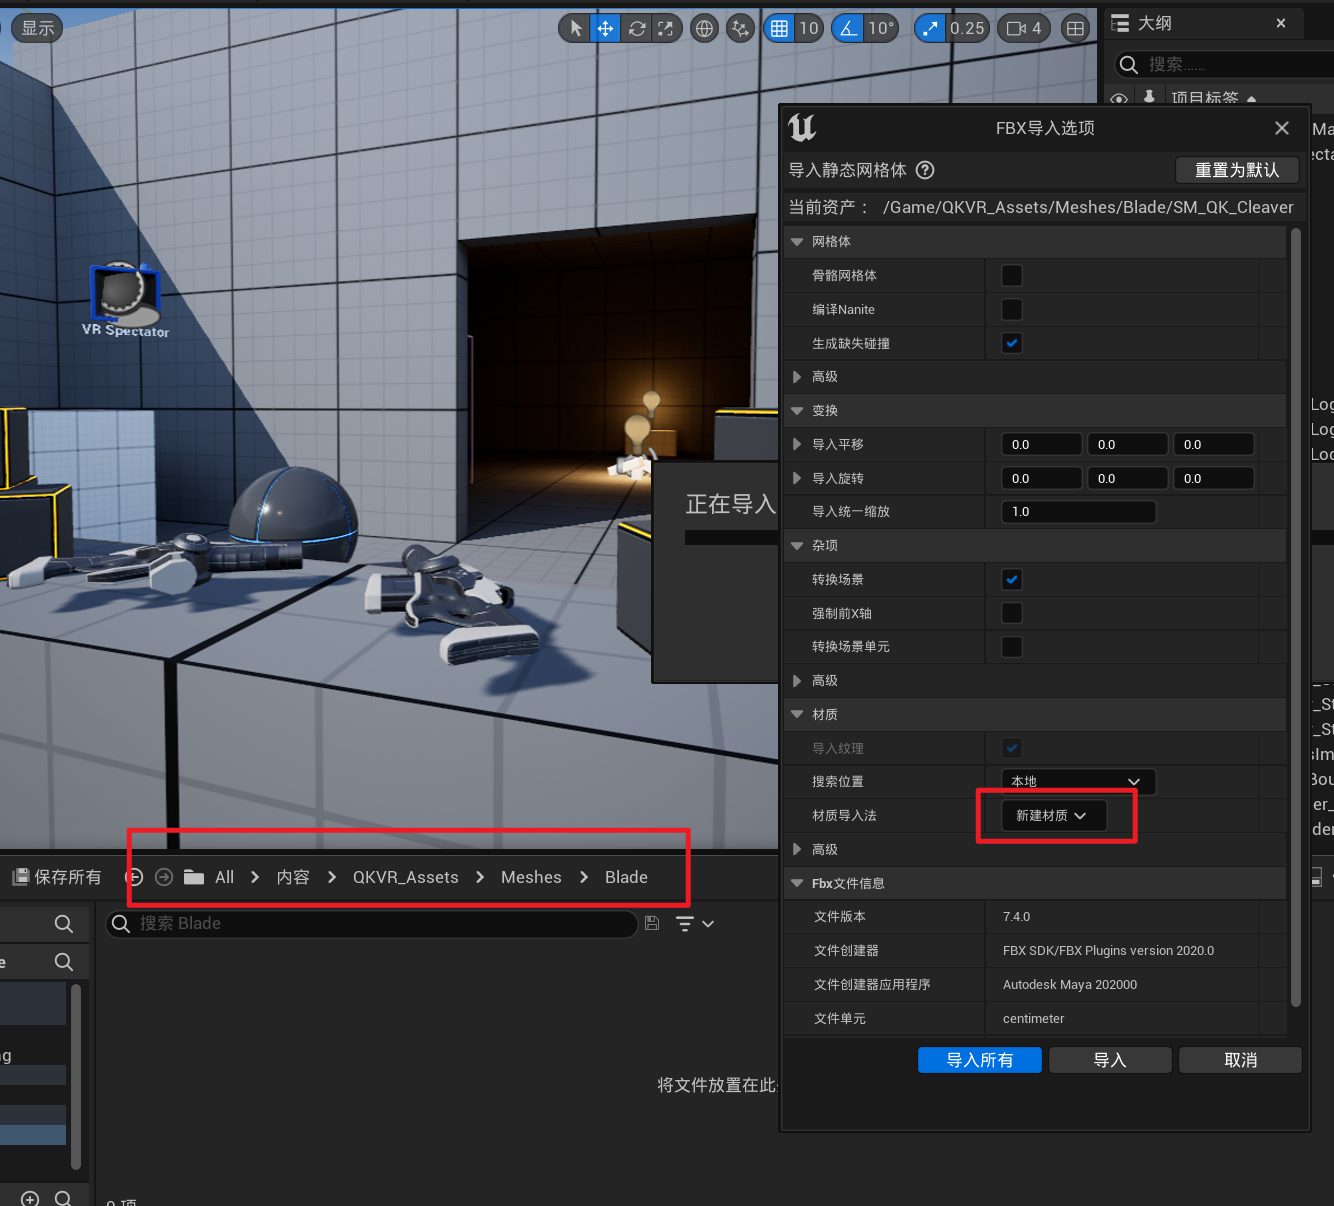 显示
10
10°
0.25
4
大纲
搜索......
项目标签
VR Spectator
正在导入
FBX导入选项
导入静态网格体
重置为默认
当前资产： /Game/QKVR_Assets/Meshes/Blade/SM_QK_Cleaver
网格体
骨骼网格体
编译Nanite
生成缺失碰撞
高级
变换
导入平移 0.0 0.0 0.0
导入旋转 0.0 0.0 0.0
导入统一缩放 1.0
杂项
转换场景
强制前X轴
转换场景单元
高级
材质
导入纹理
搜索位置 本地
材质导入法 新建材质
高级
Fbx文件信息
文件版本 7.4.0
文件创建器 FBX SDK/FBX Plugins version 2020.0
文件创建器应用程序 Autodesk Maya 202000
文件单元 centimeter
导入所有 导入 取消
保存所有
All 内容 QKVR_Assets Meshes Blade
搜索 Blade
将文件放置在此
0 项